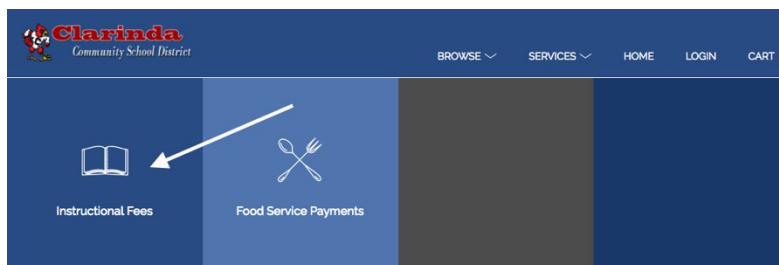 Clarinda
Community School District
BROWSE SERVICES HOME LOGIN CART
Instructional Fees Food Service Payments